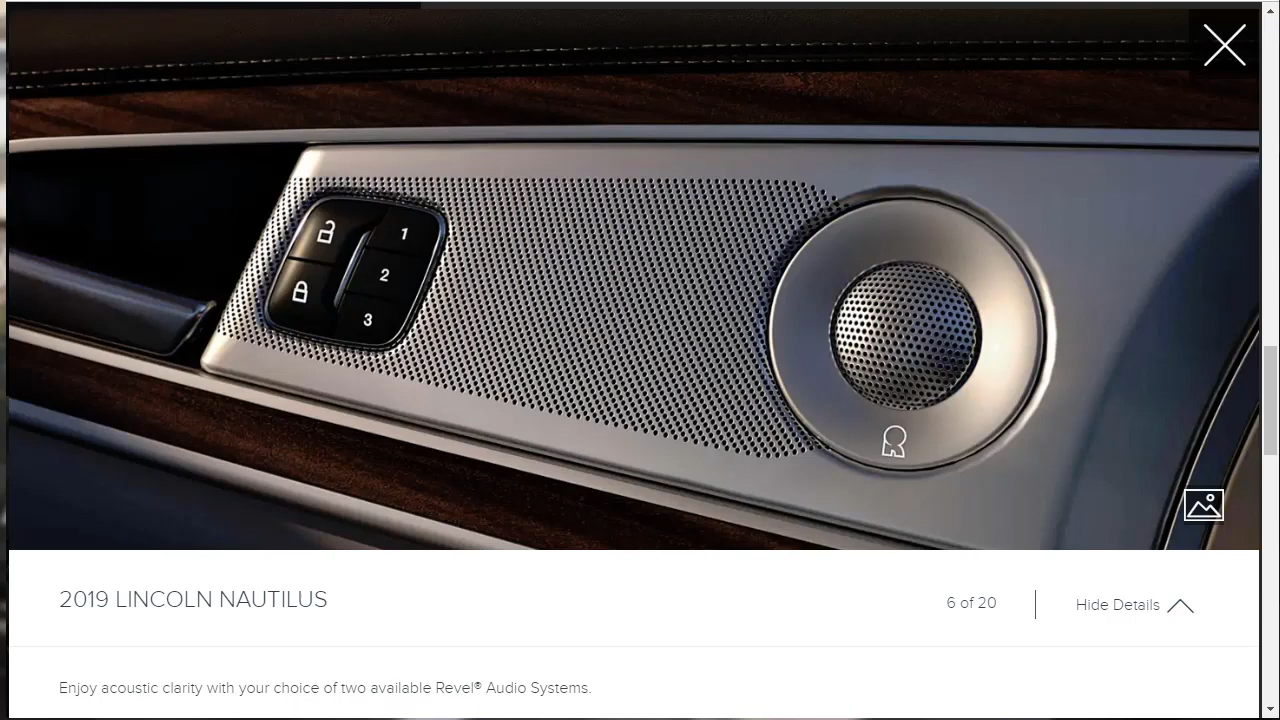 1
2
3
2019 LINCOLN NAUTILUS
6 of 20
Hide Details
Enjoy acoustic clarity with your choice of two available Revel® Audio Systems.